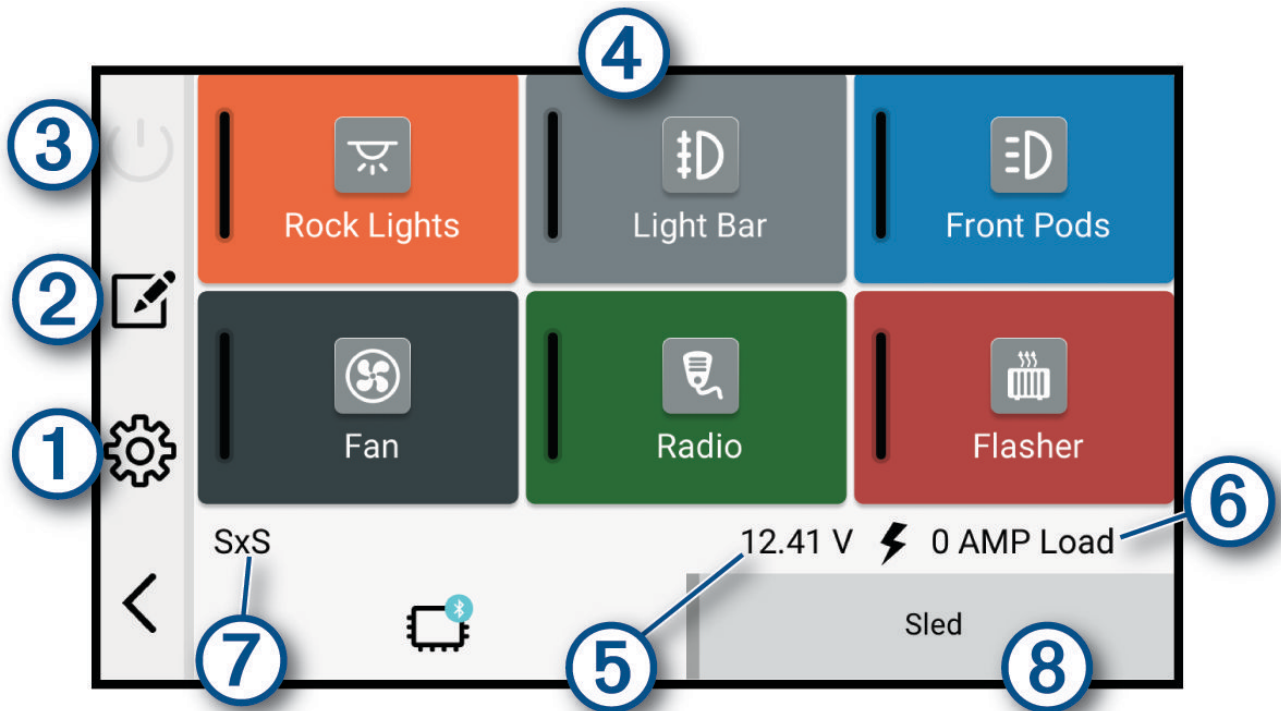 4
3
Rock Lights
Light Bar
Front Pods
2
Fan
Radio
Flasher
1
6
SxS
12.41 V
0 AMP Load
Sled
7
5
8